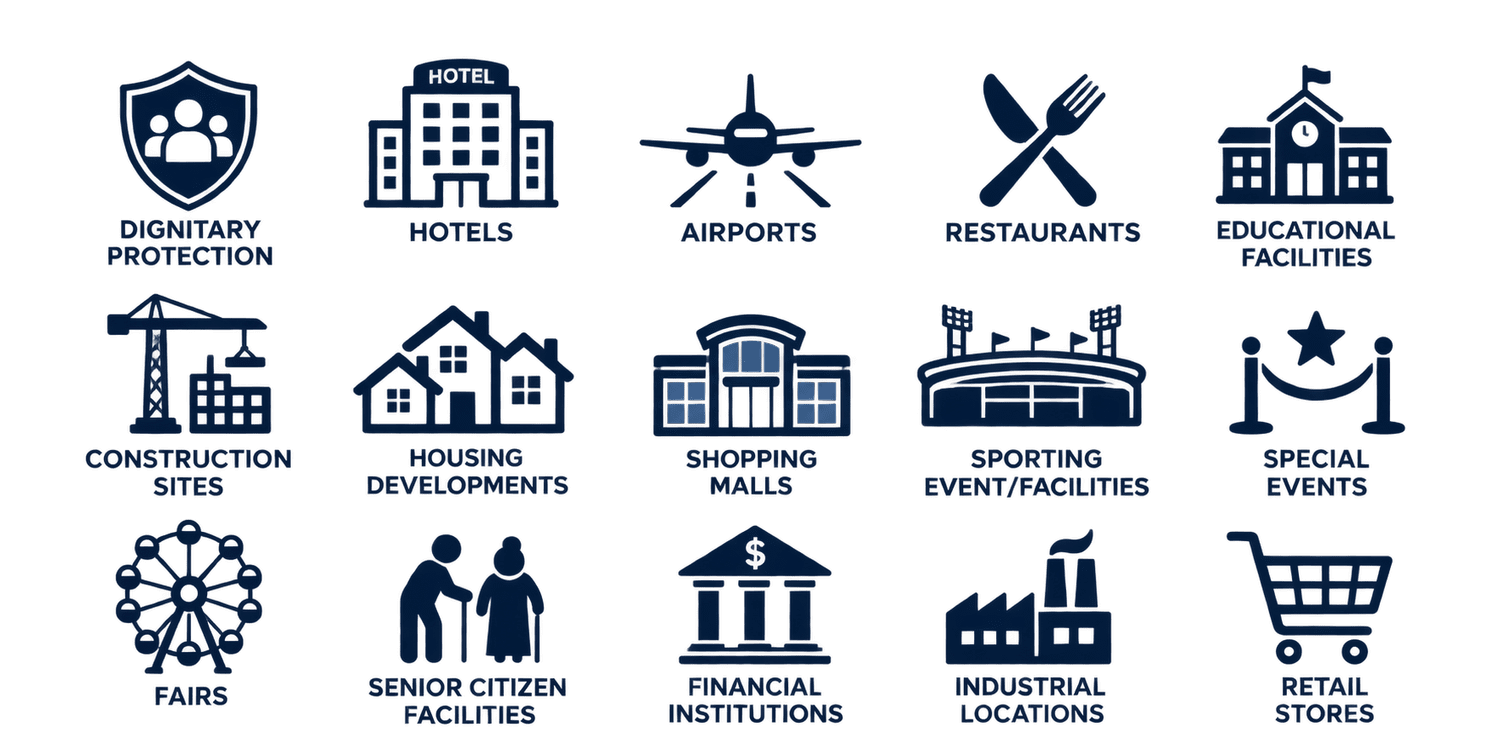 HOTEL
DIGNITARY
PROTECTION
HOTELS
AIRPORTS
RESTAURANTS
EDUCATIONAL
FACILITIES
CONSTRUCTION
SITES
HOUSING
DEVELOPMENTS
SHOPPING
MALLS
SPORTING
EVENT/FACILITIES
SPECIAL
EVENTS
$
FAIRS
SENIOR CITIZEN
FACILITIES
FINANCIAL
INSTITUTIONS
INDUSTRIAL
LOCATIONS
RETAIL
STORES